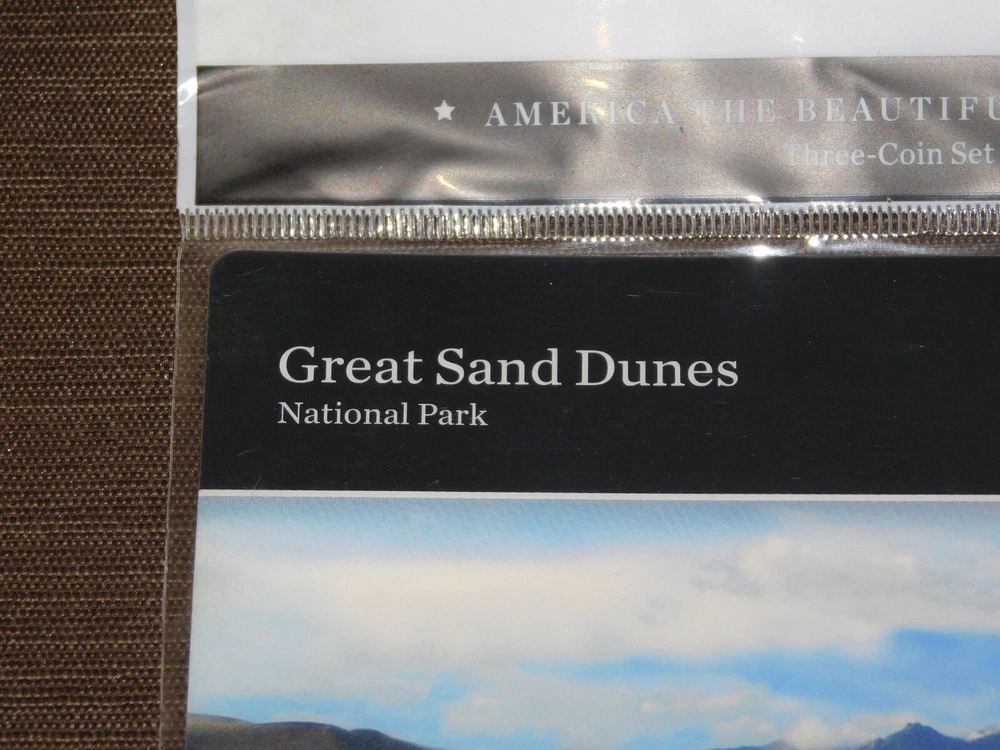 ★ AMERICA THE BEAUTIFU
Three-Coin Set
Great Sand Dunes
National Park